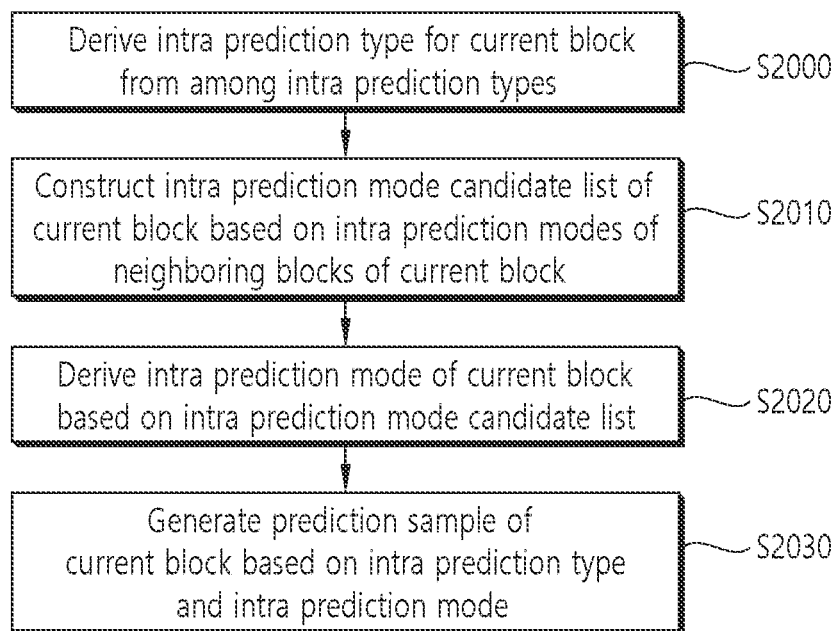 Derive intra prediction type for current block
from among intra prediction types
S2000
Construct intra prediction mode candidate list of
current block based on intra prediction modes of
neighboring blocks of current block
S2010
Derive intra prediction mode of current block
based on intra prediction mode candidate list
S2020
Generate prediction sample of
current block based on intra prediction type
and intra prediction mode
S2030